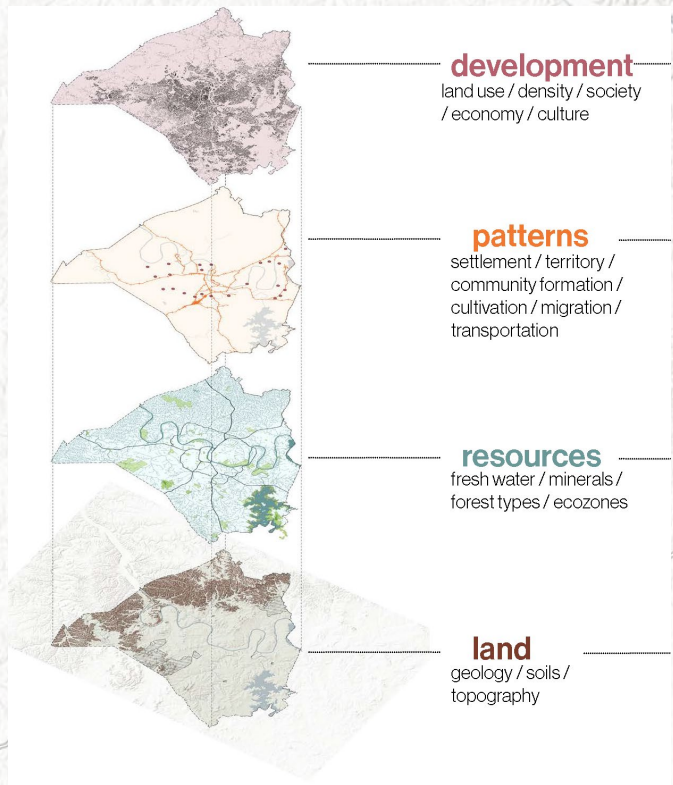 development
land use / density / society
/ economy / culture
patterns
settlement / territory /
community formation /
cultivation / migration /
transportation
resources
fresh water / minerals /
forest types / ecozones
land
geology / soils /
topography